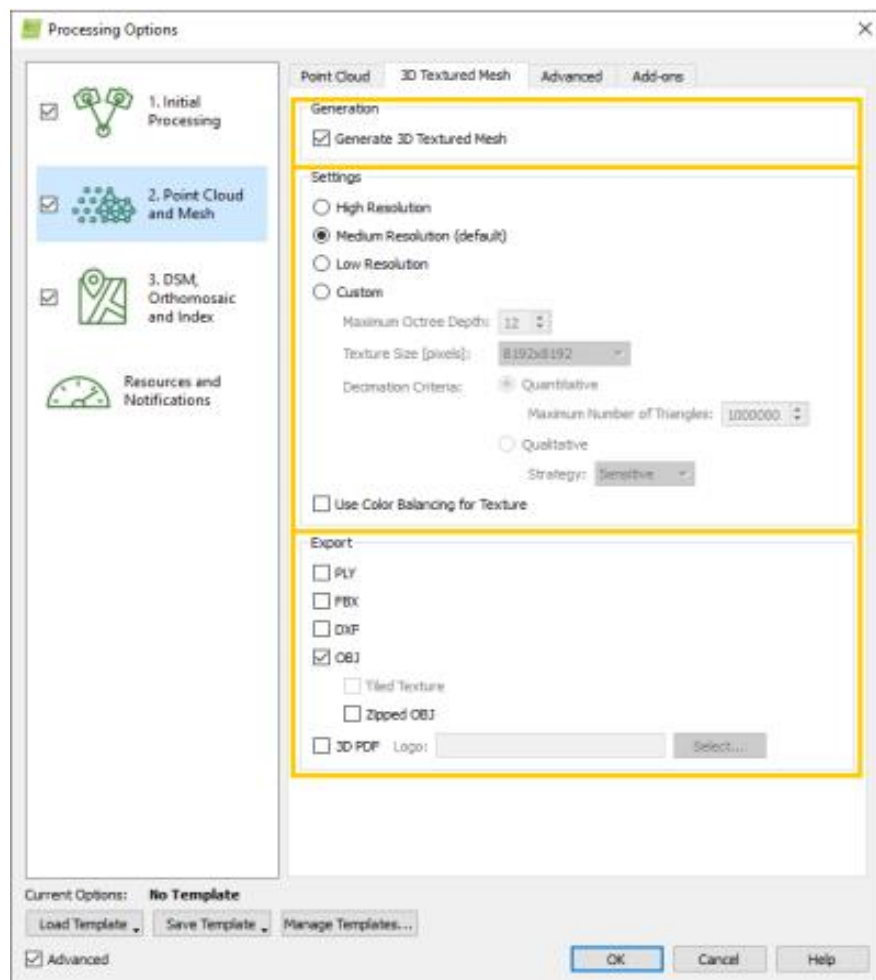 Processing Options
1. Initial
Processing
2. Point Cloud
and Mesh
3. DSM,
Orthomosaic
and Index
Resources and
Notifications
Point Cloud 3D Textured Mesh Advanced Add-ons
Generation
Generate 3D Textured Mesh
Settings
High Resolution
Medium Resolution (default)
Low Resolution
Custom
Maximum Octree Depth: 12
Texture Size [pixels]: 8192x8192
Decimation Criteria: Quantitative
Maximum Number of Triangles: 1000000
Qualitative
Strategy: Sensitive
Use Color Balancing for Texture
Export
PLY
FBX
DXF
OBJ
Tiled Texture
Zipped OBJ
3D PDF Logo: Select...
Current Options: No Template
Load Template Save Template Manage Templates...
Advanced OK Cancel Help